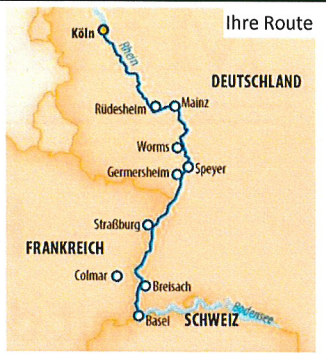 Ihre Route
Köln
Rhein
DEUTSCHLAND
Rüdesheim
Mainz
Worms
Speyer
Germersheim
Straßburg
FRANKREICH
Colmar
Breisach
Basel
SCHWEIZ
Bodensee